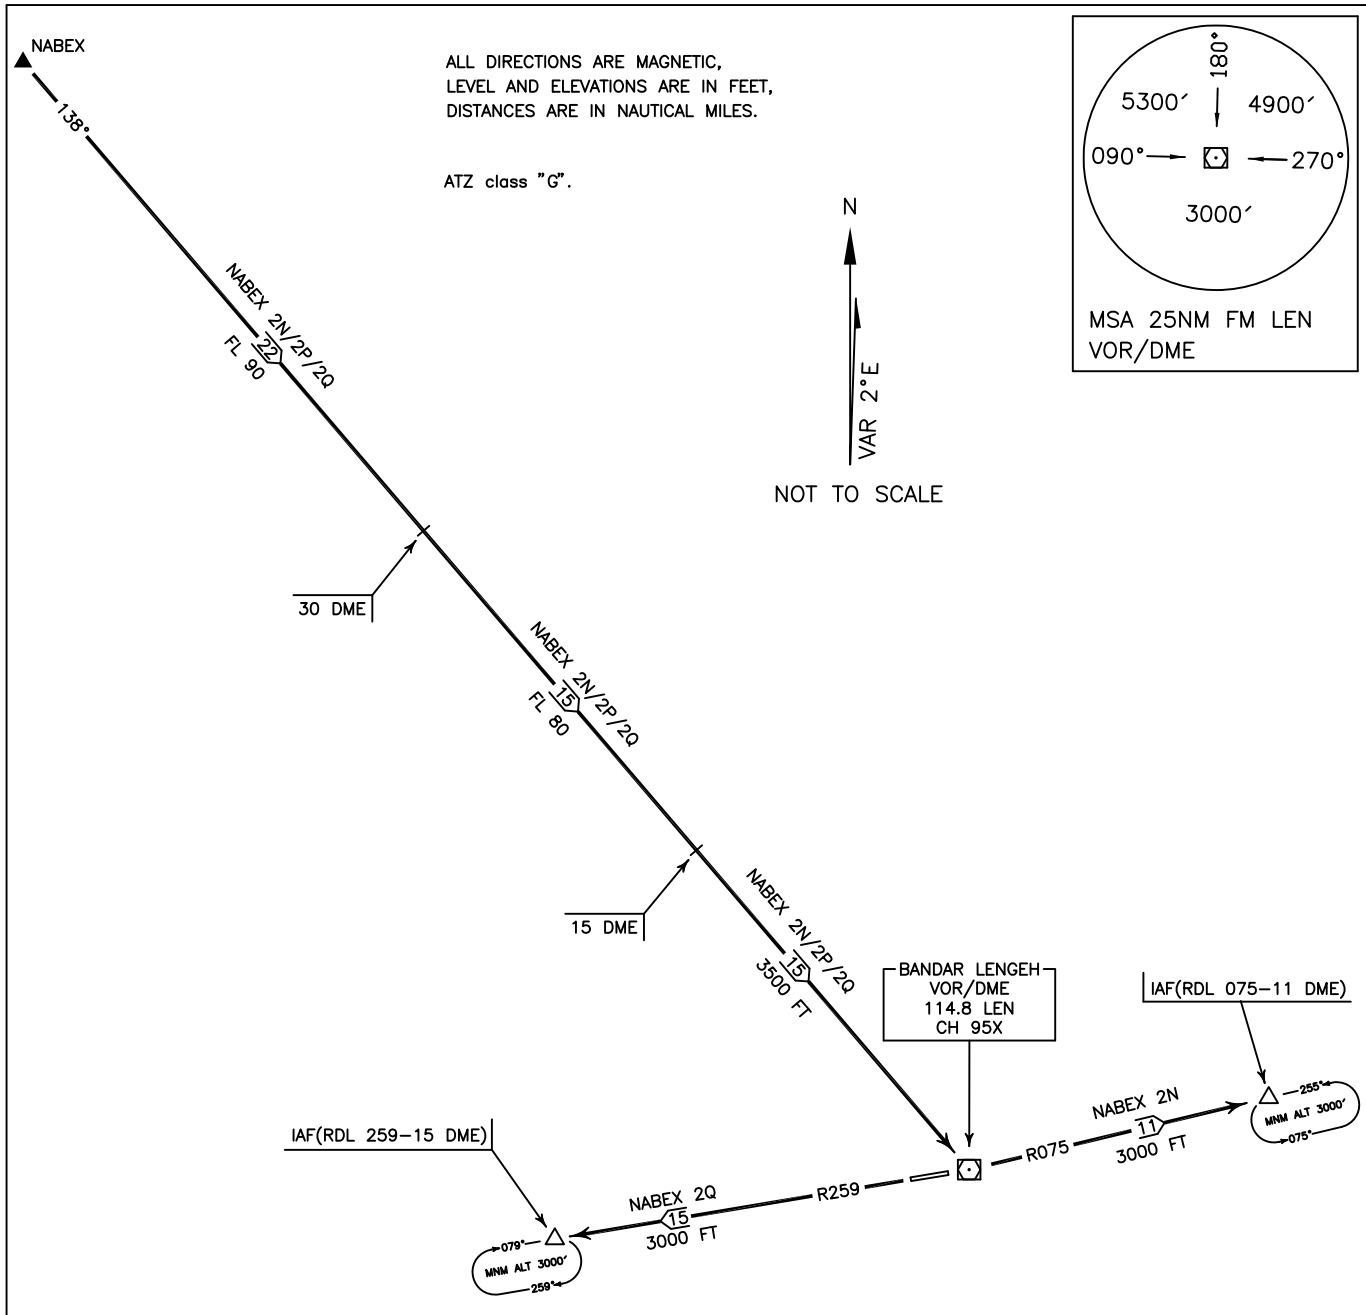 NABEX
138°
ALL DIRECTIONS ARE MAGNETIC,
LEVEL AND ELEVATIONS ARE IN FEET,
DISTANCES ARE IN NAUTICAL MILES.
ATZ class "G".
180°
5300′
4900′
090°
270°
3000′
MSA 25NM FM LEN
VOR/DME
N
VAR 2°E
NOT TO SCALE
NABEX 2N/2P/2Q
22
FL 90
30 DME
NABEX 2N/2P/2Q
15
FL 80
15 DME
NABEX 2N/2P/2Q
15
3500 FT
BANDAR LENGEH
VOR/DME
114.8 LEN
CH 95X
IAF(RDL 075-11 DME)
NABEX 2N
R075
11
3000 FT
255°
MNM ALT 3000′
075°
IAF(RDL 259-15 DME)
NABEX 2Q
R259
15
3000 FT
079°
MNM ALT 3000′
259°